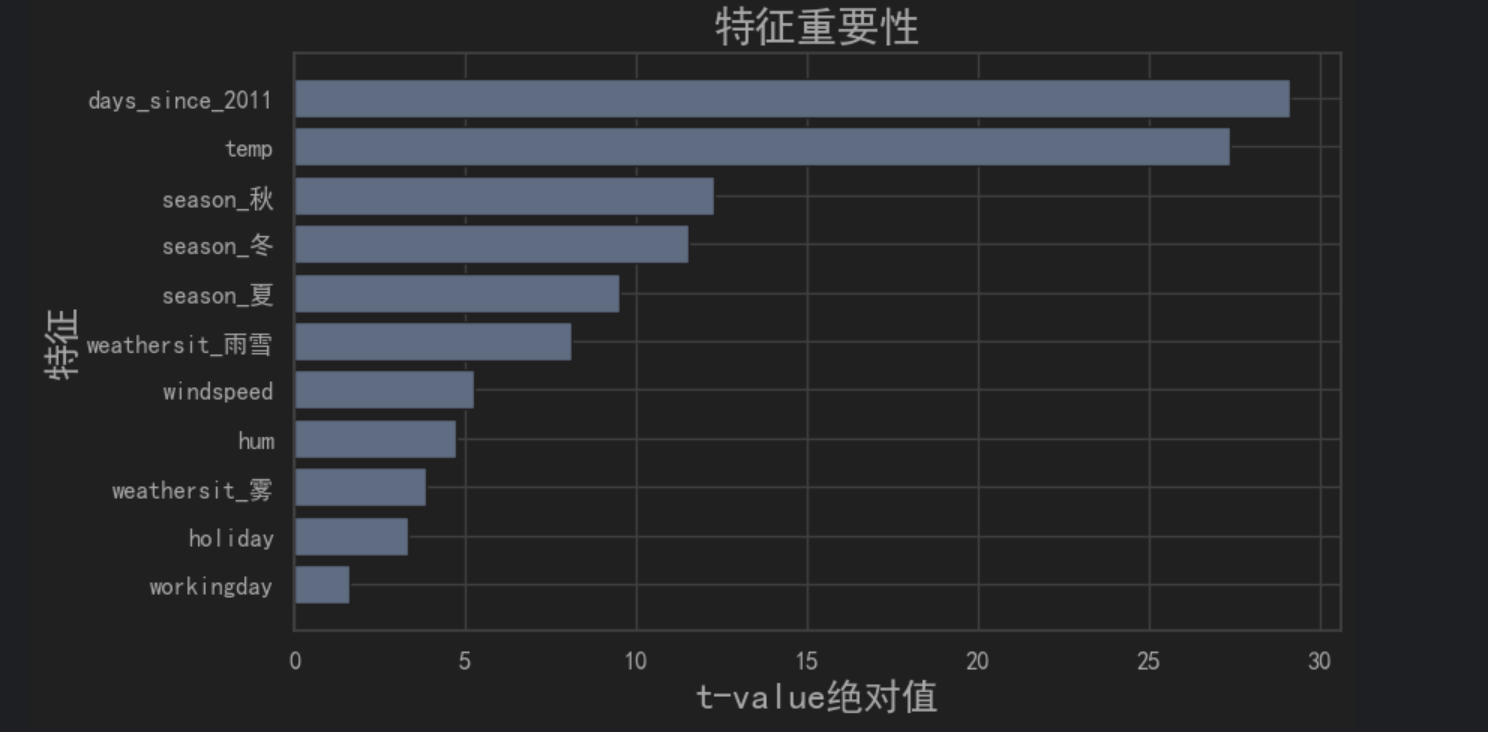 特征重要性
特征
days_since_2011
temp
season_秋
season_冬
season_夏
weathersit_雨雪
windspeed
hum
weathersit_雾
holiday
workingday
0 5 10 15 20 25 30
t-value绝对值